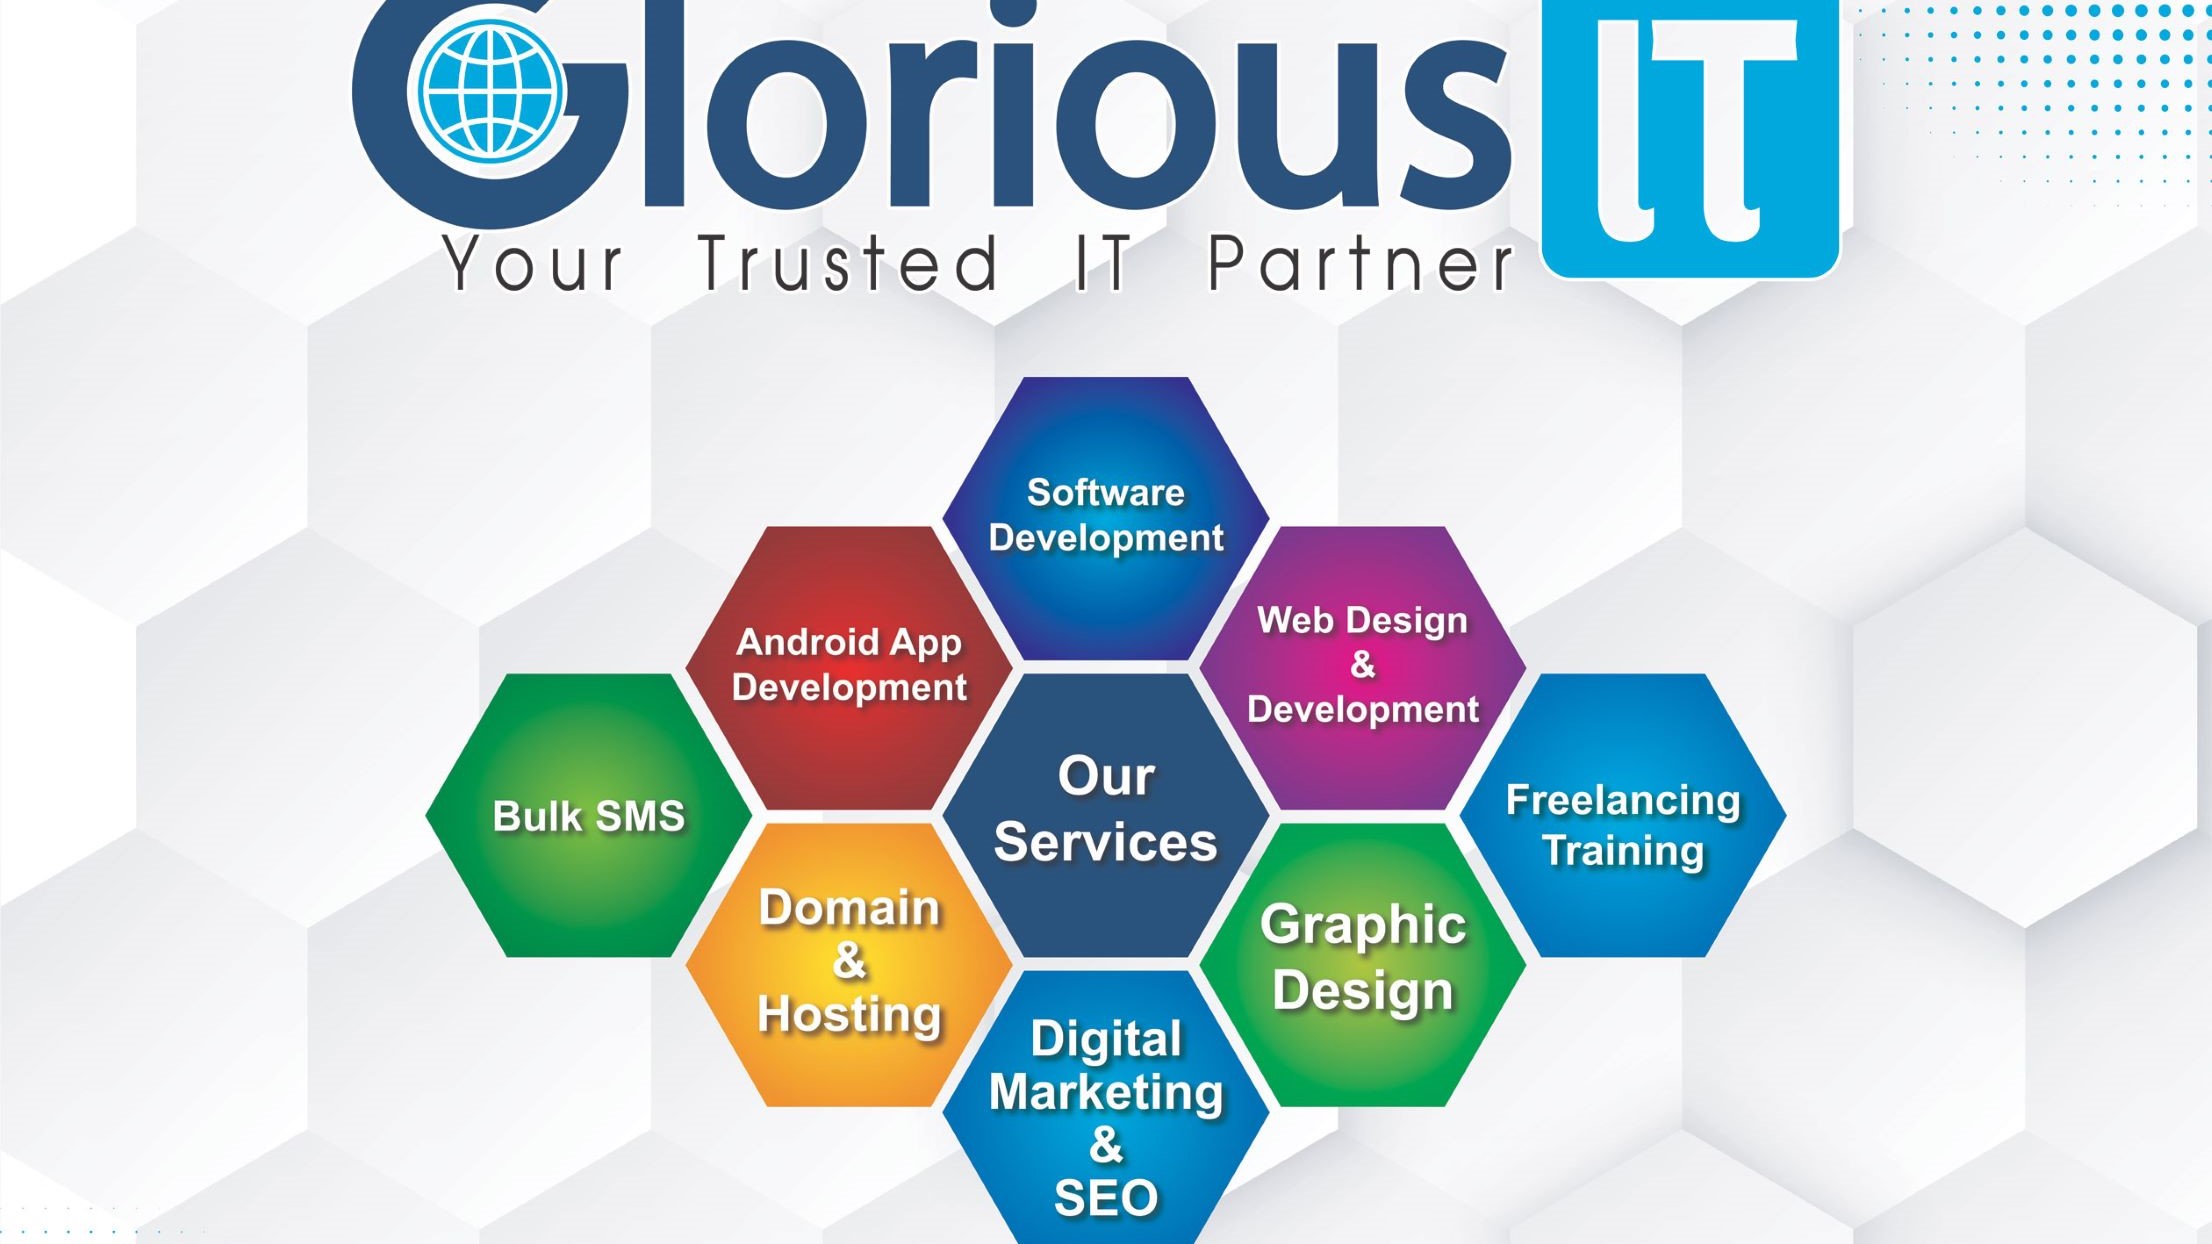 Glorious IT
Your Trusted IT Partner
Software
Development
Android App
Development
Web Design
&
Development
Bulk SMS
Our
Services
Freelancing
Training
Domain
&
Hosting
Graphic
Design
Digital
Marketing
&
SEO